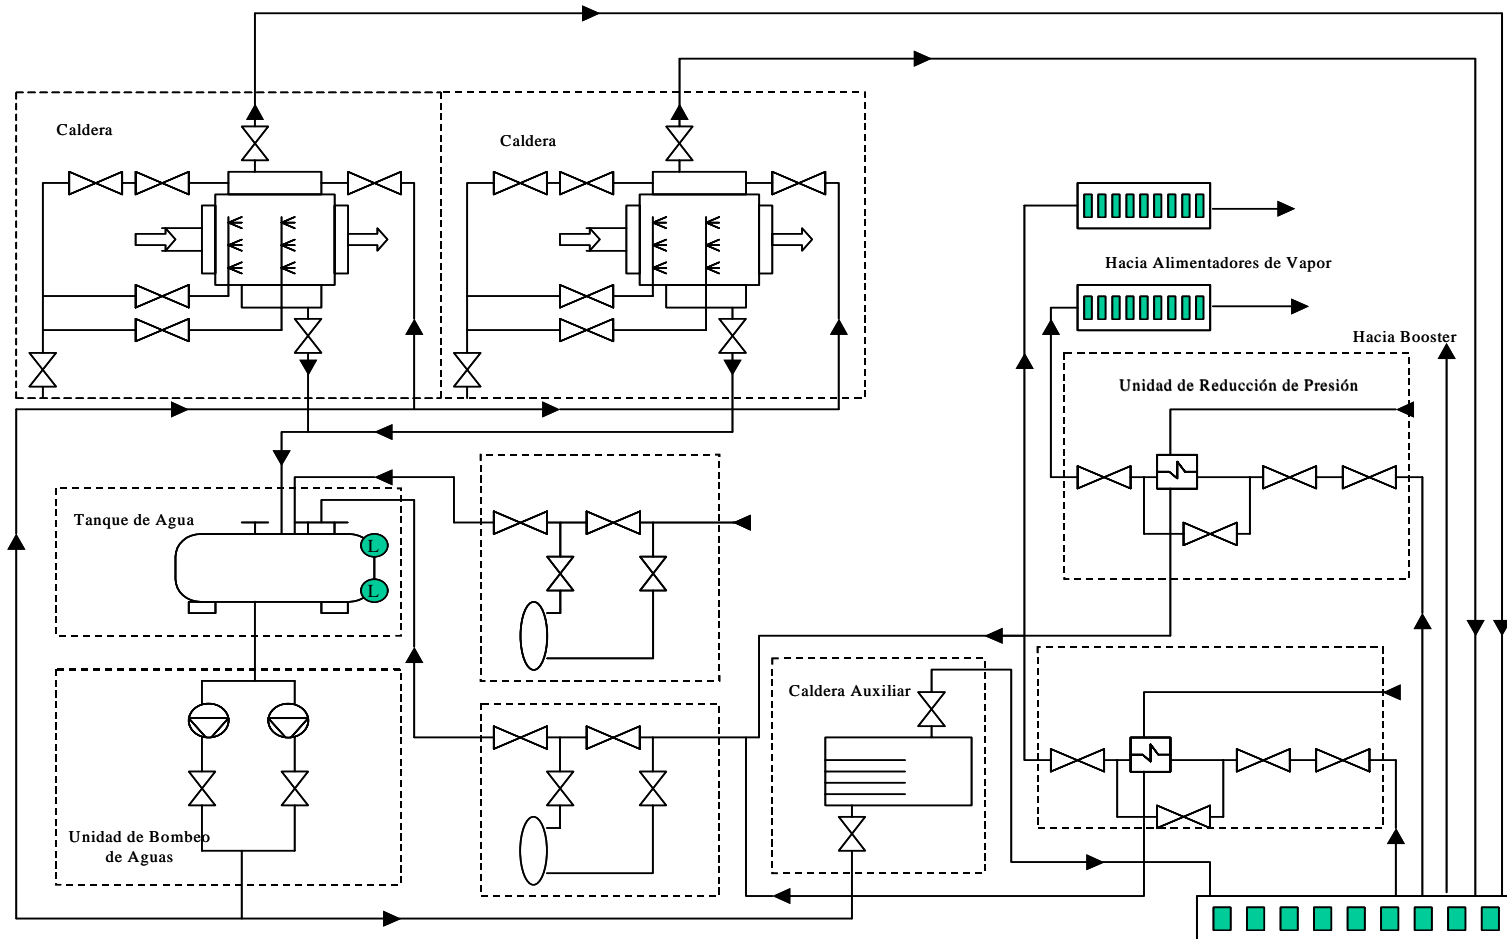 Caldera
Caldera
Hacia Alimentadores de Vapor
Hacia Booster
Unidad de Reducción de Presión
Tanque de Agua
L
L
Caldera Auxiliar
Unidad de Bombeo
de Aguas